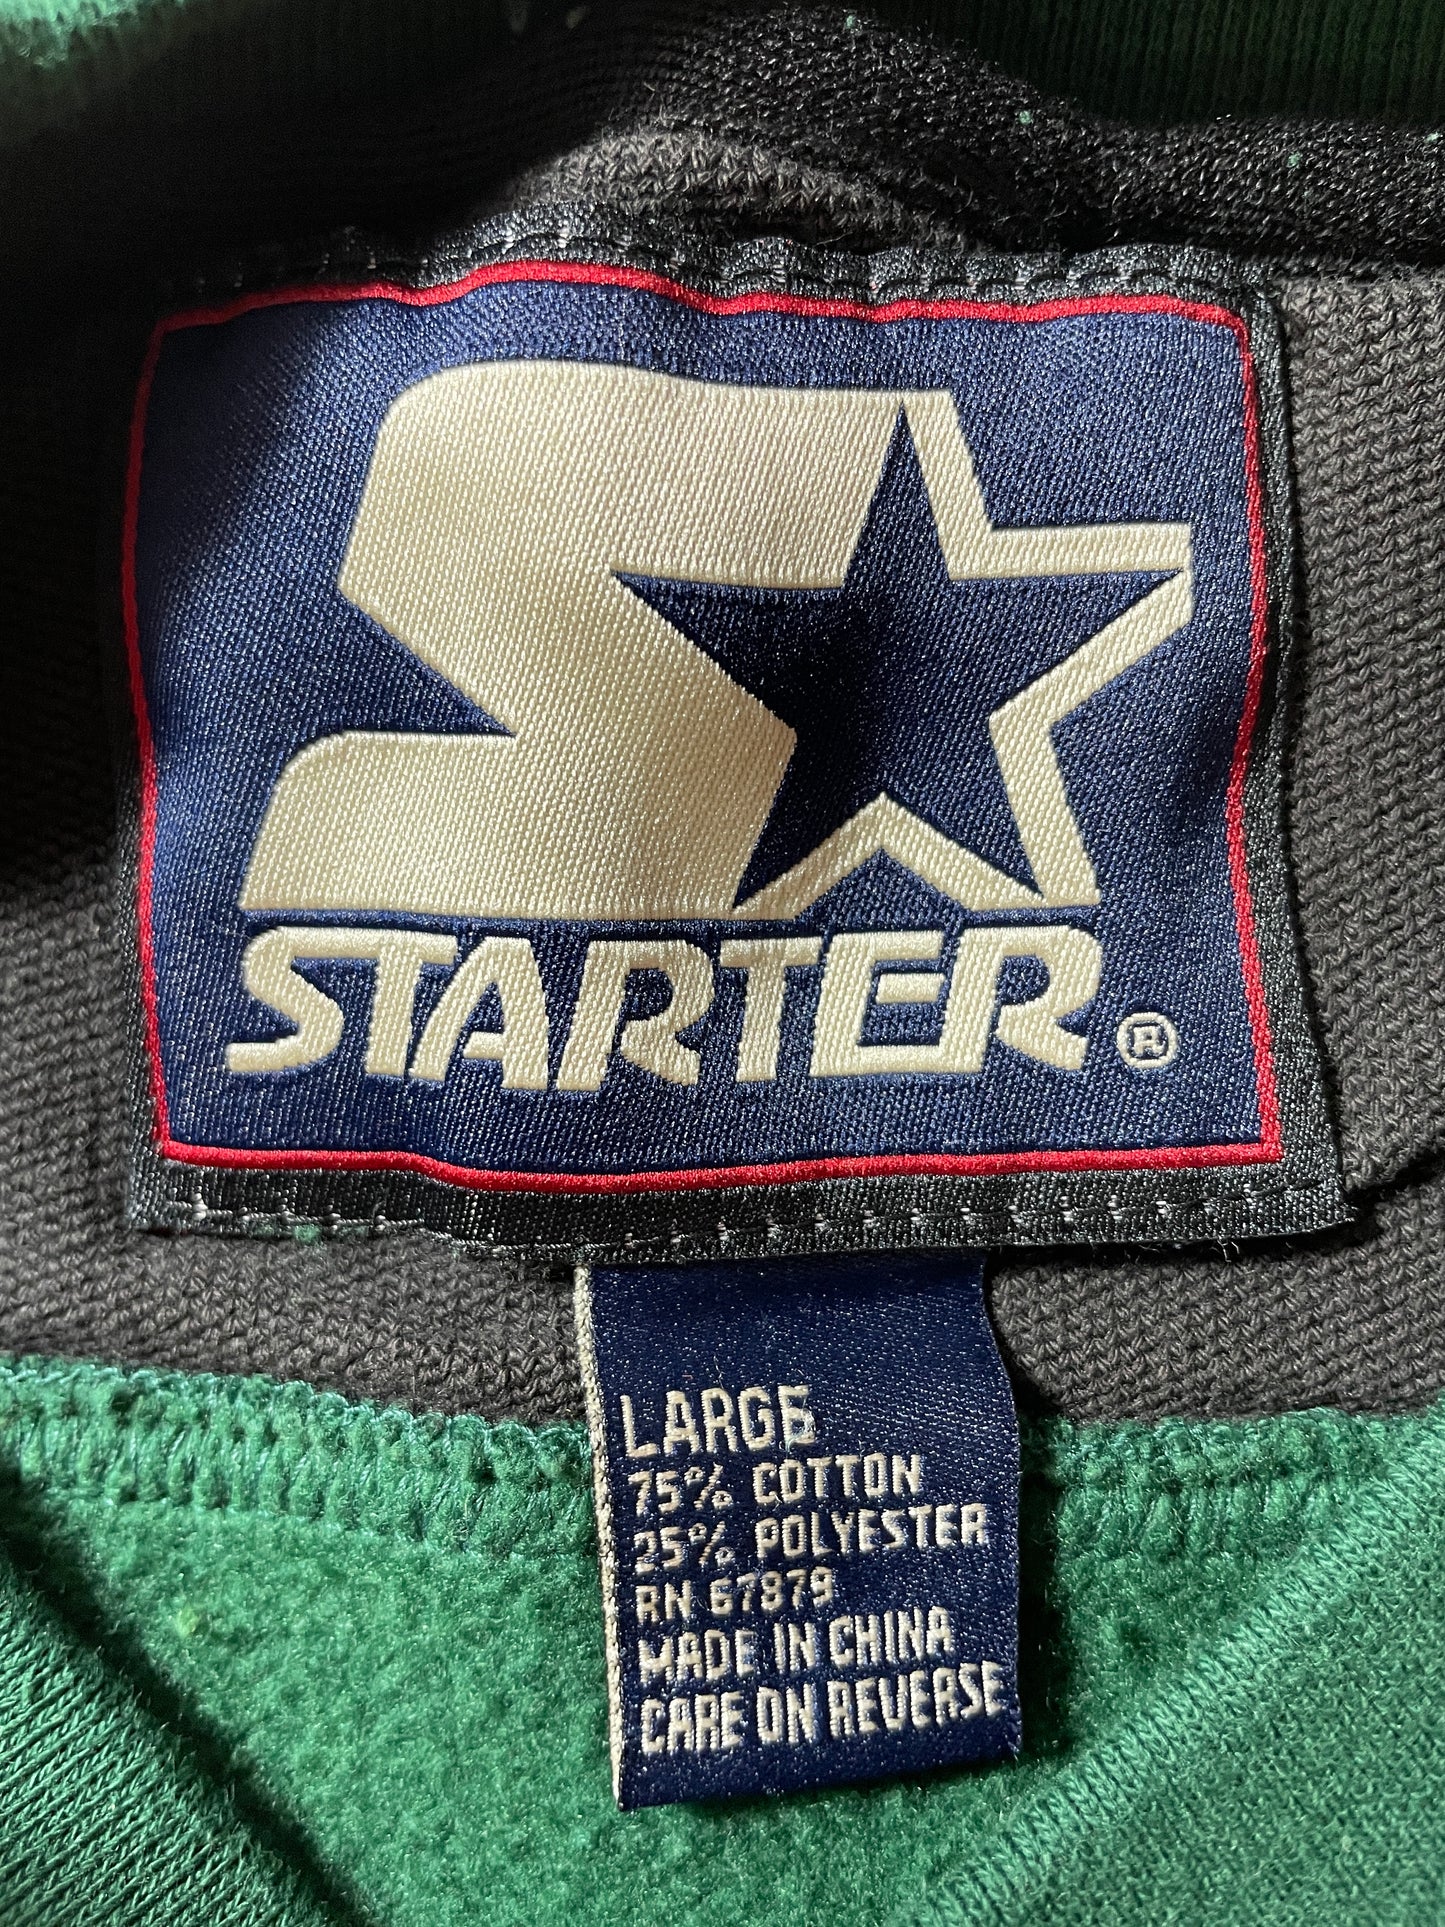 STARTER®
LARGE
75% COTTON
25% POLYESTER
RN 67879
MADE IN CHINA
CARE ON REVERSE